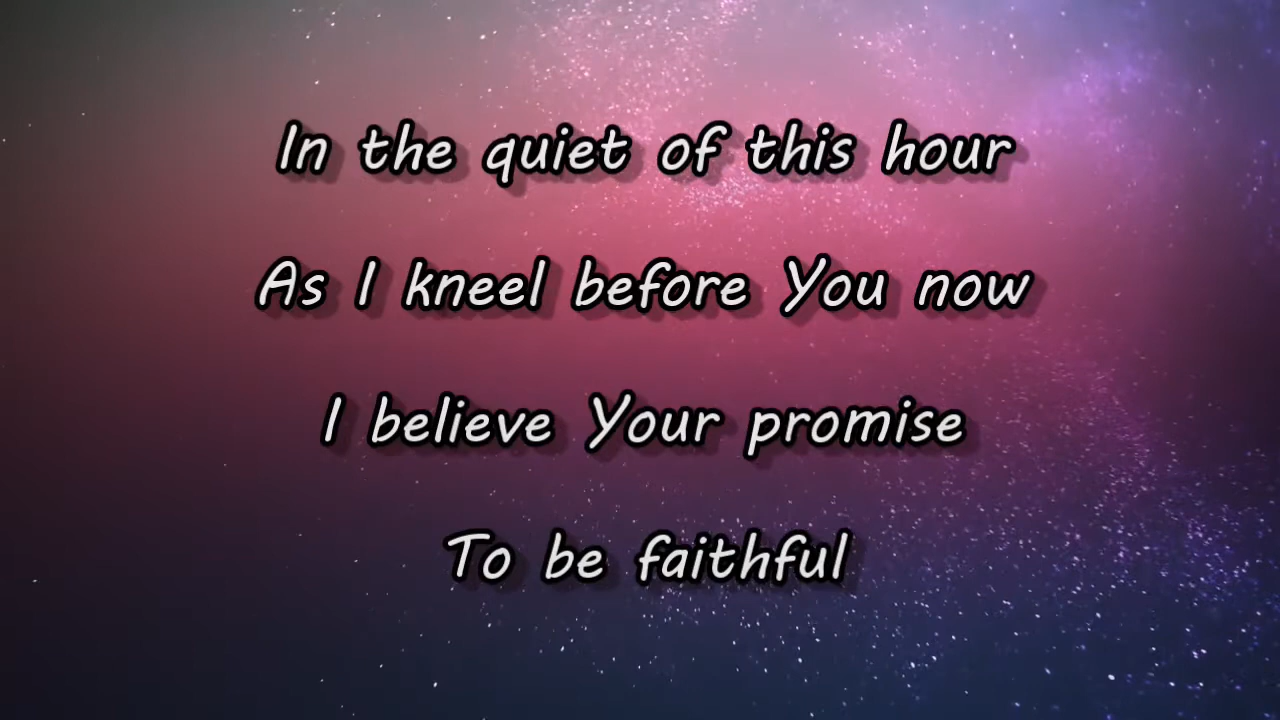 In the quiet of this hour
As I kneel before You now
I believe Your promise
To be faithful